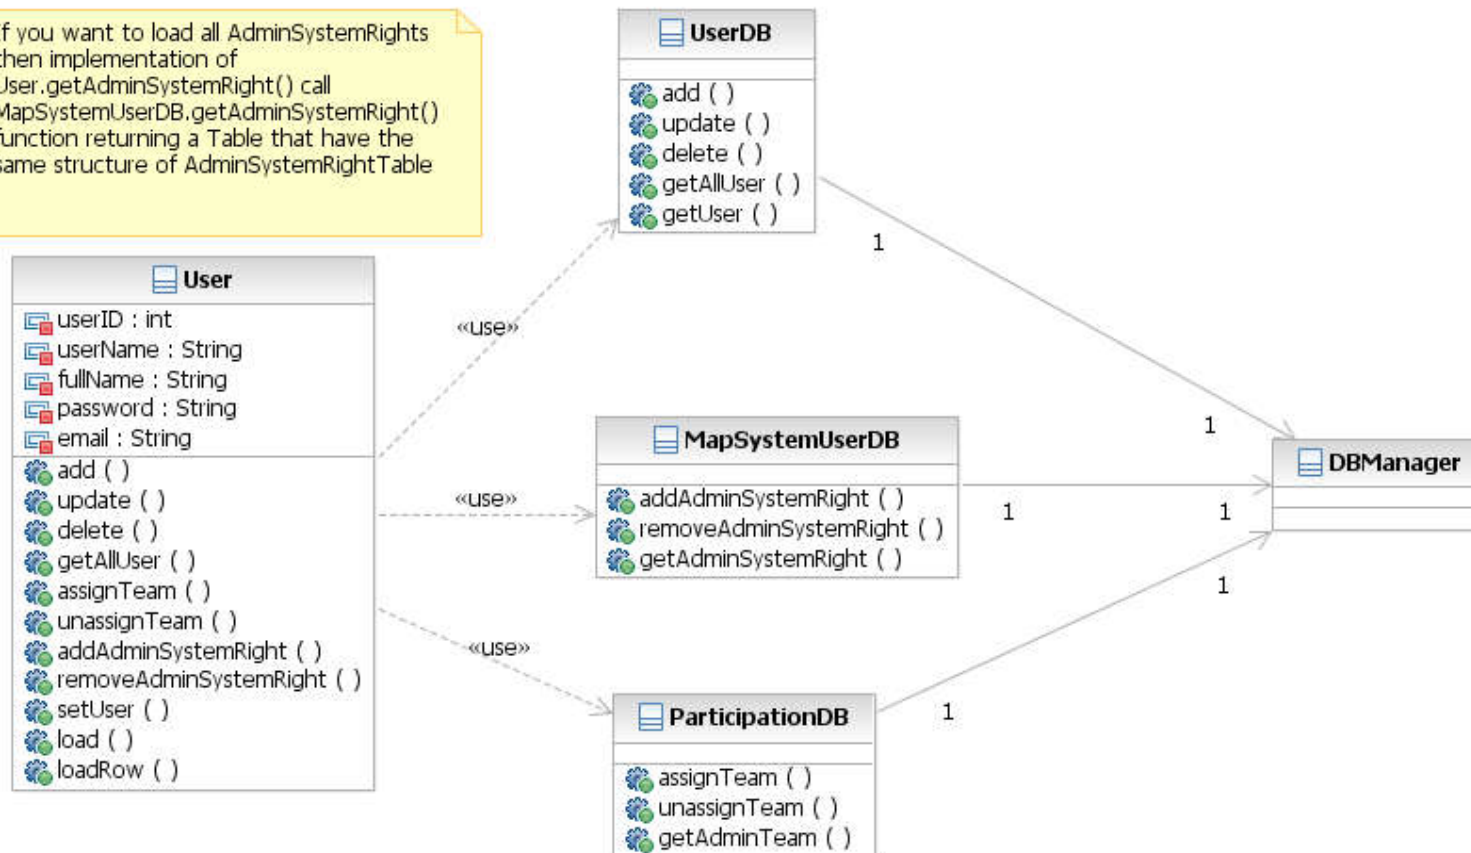 If you want to load all AdminSystemRights
then implementation of
User.getAdminSystemRight() call
MapSystemUserDB.getAdminSystemRight()
function returning a Table that have the
same structure of AdminSystemRightTable
UserDB
add ( )
update ( )
delete ( )
getAllUser ( )
getUser ( )
1
User
userID : int
userName : String
fullName : String
password : String
email : String
add ( )
update ( )
delete ( )
getAllUser ( )
assignTeam ( )
unassignTeam ( )
addAdminSystemRight ( )
removeAdminSystemRight ( )
setUser ( )
load ( )
loadRow ( )
«use»
«use»
«use»
MapSystemUserDB
addAdminSystemRight ( )
removeAdminSystemRight ( )
getAdminSystemRight ( )
1
1
DBManager
1
1
ParticipationDB
assignTeam ( )
unassignTeam ( )
getAdminTeam ( )
1